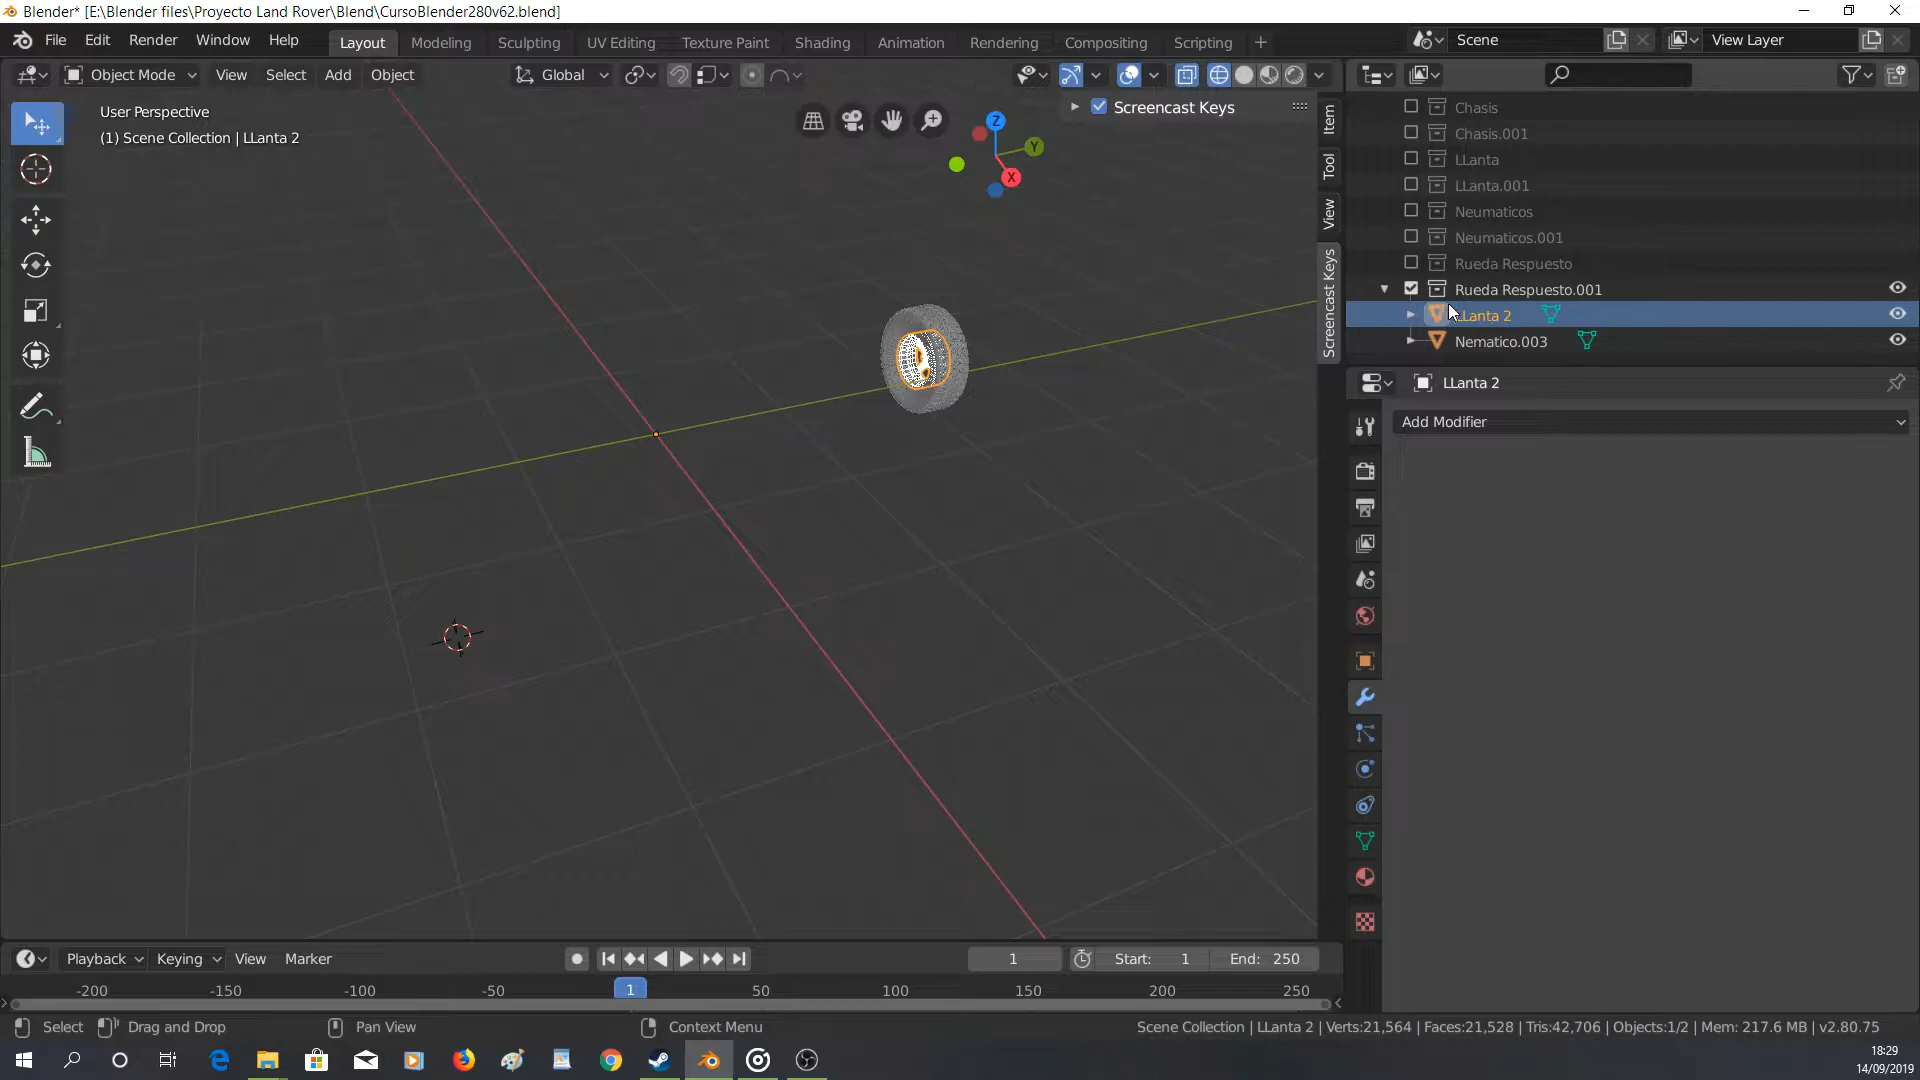 Blender* [E:\Blender files\Proyecto Land Rover\Blend\CursoBlender280v62.blend]
File Edit Render Window Help Layout Modeling Sculpting UV Editing Texture Paint Shading Animation Rendering Compositing Scripting + Scene View Layer
Object Mode View Select Add Object Global
User Perspective
(1) Scene Collection | LLanta 2
Screencast Keys
Z
Y
X
Item
Tool
View
Screencast Keys
Chasis
Chasis.001
LLanta
LLanta.001
Neumaticos
Neumaticos.001
Rueda Respuesto
Rueda Respuesto.001
LLanta 2
Nematico.003
LLanta 2
Add Modifier
Playback Keying View Marker 1 Start: 1 End: 250
-200 -150 -100 -50 1 50 100 150 200 250
Select Drag and Drop Pan View Context Menu Scene Collection | LLanta 2 | Verts:21,564 | Faces:21,528 | Tris:42,706 | Objects:1/2 | Mem: 217.6 MB | v2.80.75
18:29
14/09/2019